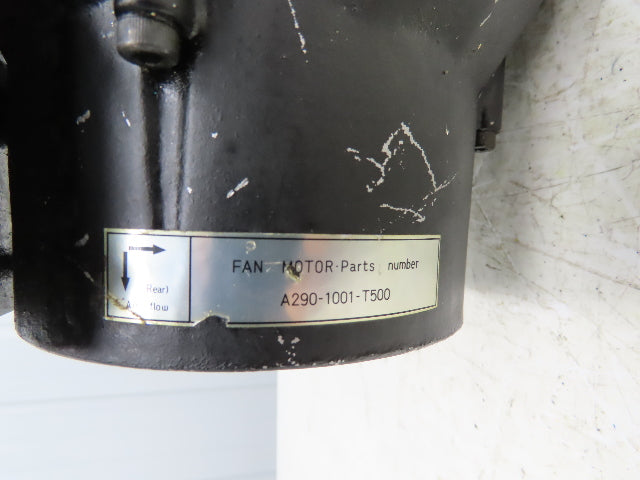 FAN MOTOR·Parts number
A290-1001-T500
(Rear)
flow